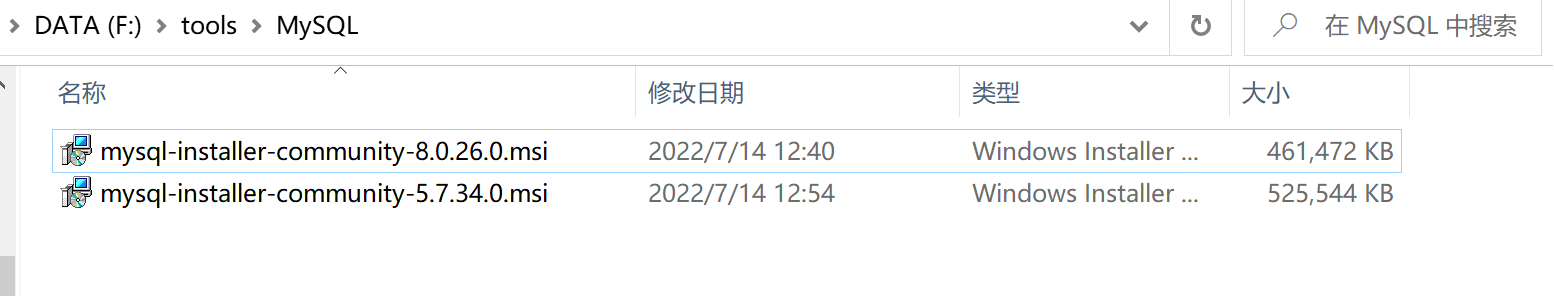 DATA (F:) > tools > MySQL 在 MySQL 中搜索
名称 修改日期 类型 大小
mysql-installer-community-8.0.26.0.msi 2022/7/14 12:40 Windows Installer ... 461,472 KB
mysql-installer-community-5.7.34.0.msi 2022/7/14 12:54 Windows Installer ... 525,544 KB